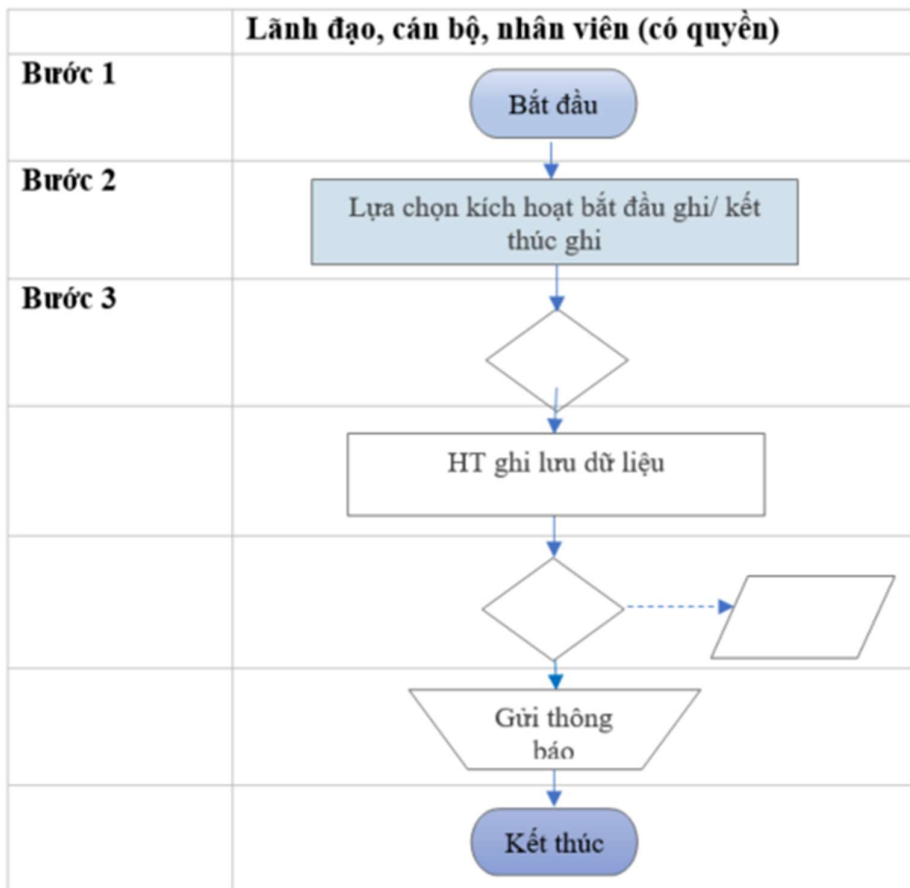 Lãnh đạo, cán bộ, nhân viên (có quyền)
Bước 1
Bắt đầu
Bước 2
Lựa chọn kích hoạt bắt đầu ghi/ kết
thúc ghi
Bước 3
HT ghi lưu dữ liệu
Gửi thông
báo
Kết thúc